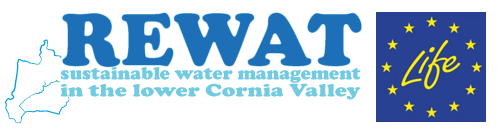 REWAT
sustainable water management
in the lower Cornia Valley
Life